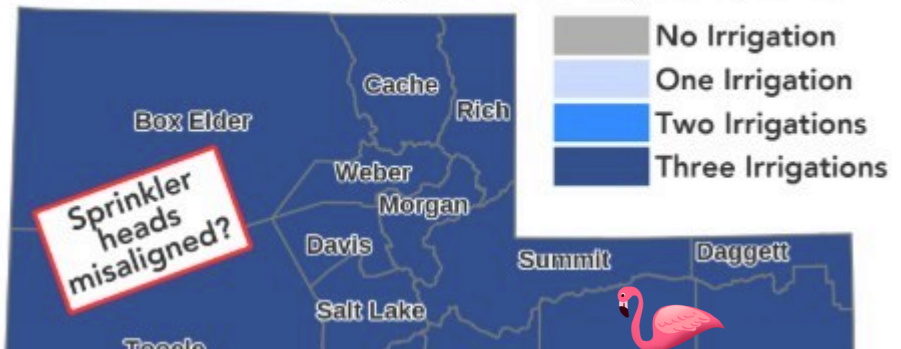 No Irrigation
One Irrigation
Two Irrigations
Three Irrigations
Cache
Rich
Box Elder
Weber
Morgan
Sprinkler
heads
misaligned?
Davis
Summit
Daggett
Salt Lake
Tooele